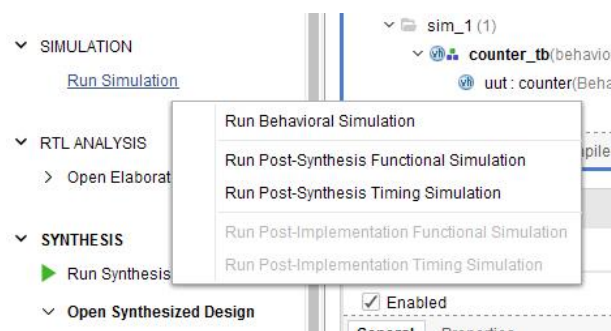 sim_1 (1)
SIMULATION
counter_tb(behavio
Run Simulation
uut : counter(Beha
Run Behavioral Simulation
RTL ANALYSIS
Run Post-Synthesis Functional Simulation
mpile
Open Elaborat
Run Post-Synthesis Timing Simulation
SYNTHESIS
Run Post-Implementation Functional Simulation
Run Synthesis
Run Post-Implementation Timing Simulation
Open Synthesized Design
Enabled
General Properties